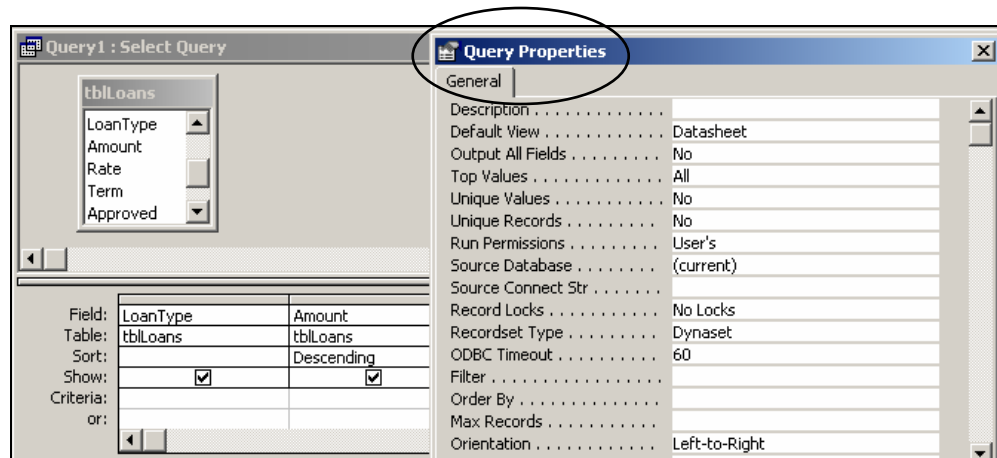 Query1 : Select Query
tblLoans
LoanType
Amount
Rate
Term
Approved
Field: LoanType Amount
Table: tblLoans tblLoans
Sort: Descending
Show:
Criteria:
or:
Query Properties
General
Description . . . . . . . . . . . . .
Default View . . . . . . . . . . . . Datasheet
Output All Fields . . . . . . . . . No
Top Values . . . . . . . . . . . . . All
Unique Values . . . . . . . . . . . No
Unique Records . . . . . . . . . No
Run Permissions . . . . . . . . . User's
Source Database . . . . . . . . (current)
Source Connect Str . . . . . . .
Record Locks . . . . . . . . . . . No Locks
Recordset Type . . . . . . . . . Dynaset
ODBC Timeout . . . . . . . . . . 60
Filter . . . . . . . . . . . . . . . . .
Order By . . . . . . . . . . . . . .
Max Records . . . . . . . . . . .
Orientation . . . . . . . . . . . . Left-to-Right